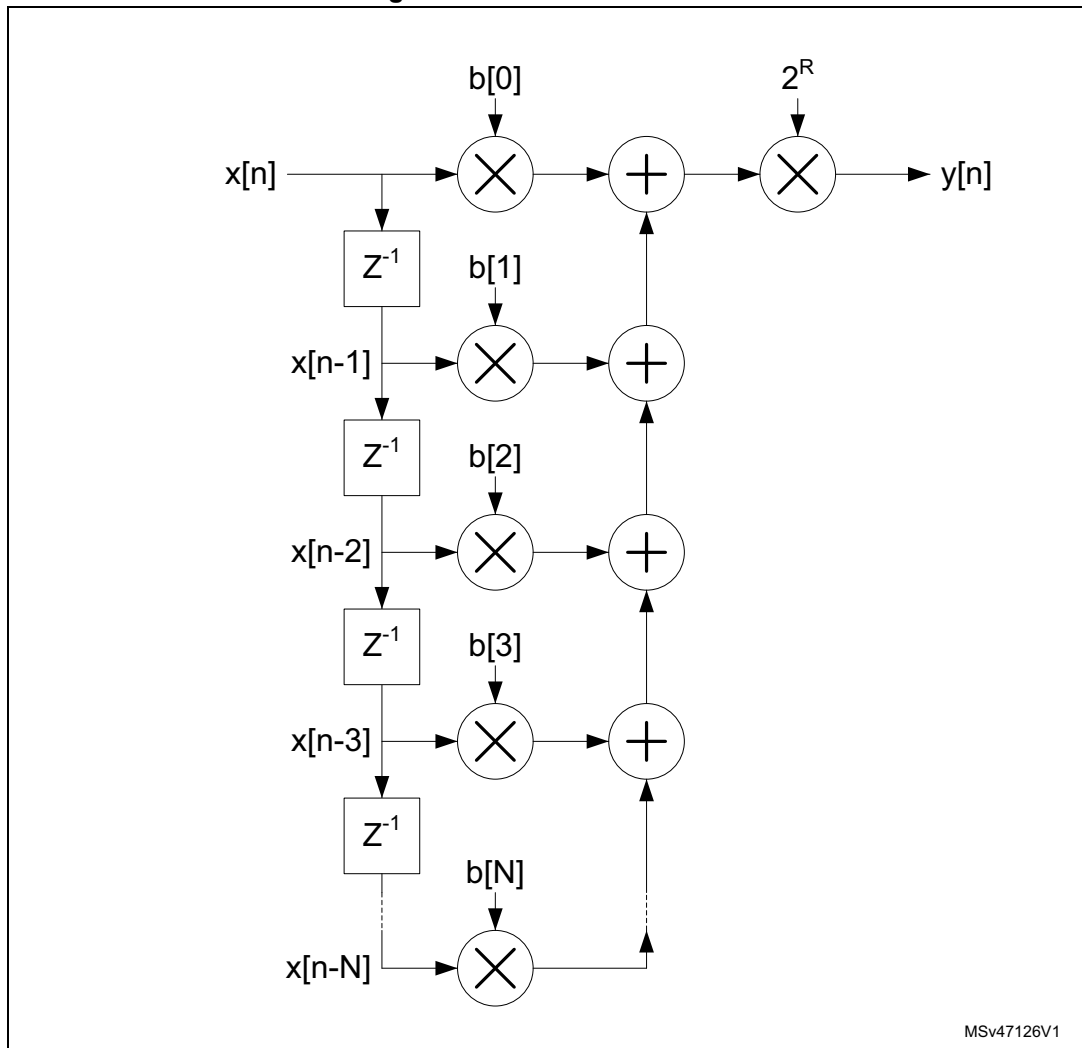 b[0] 2^R
x[n] y[n]
Z^-1
b[1]
x[n-1]
Z^-1
b[2]
x[n-2]
Z^-1
b[3]
x[n-3]
Z^-1
b[N]
x[n-N]
MSv47126V1